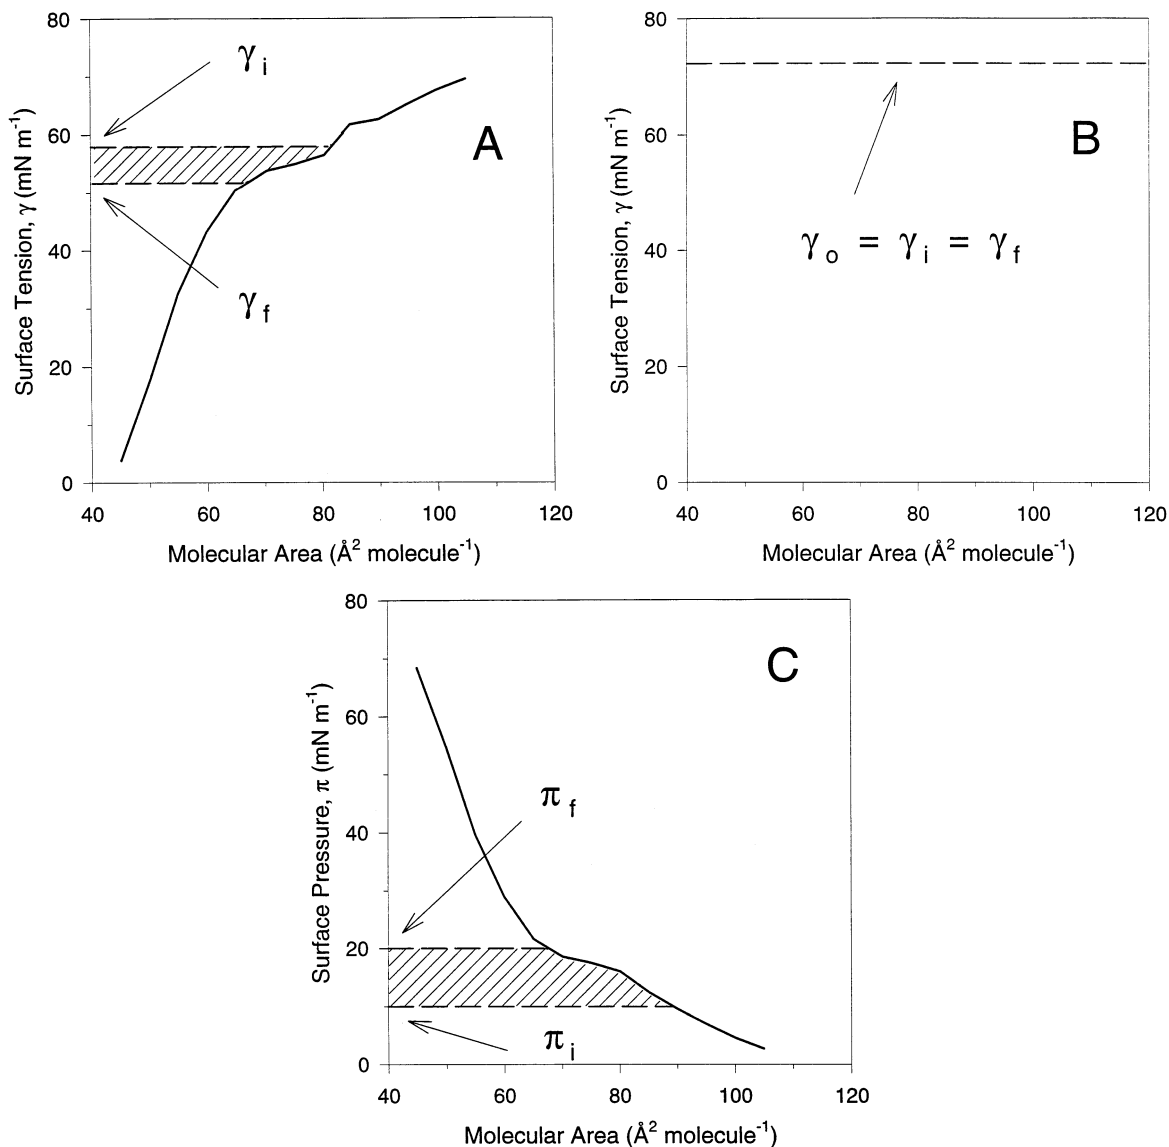 80
60
40
20
0
Surface Tension, γ (mN m⁻¹)
γ i
γ f
A
40 60 80 100 120
Molecular Area (Å² molecule⁻¹)
80
60
40
20
0
Surface Tension, γ (mN m⁻¹)
B
γ o = γ i = γ f
40 60 80 100 120
Molecular Area (Å² molecule⁻¹)
80
60
40
20
0
Surface Pressure, π (mN m⁻¹)
C
π f
π i
40 60 80 100 120
Molecular Area (Å² molecule⁻¹)